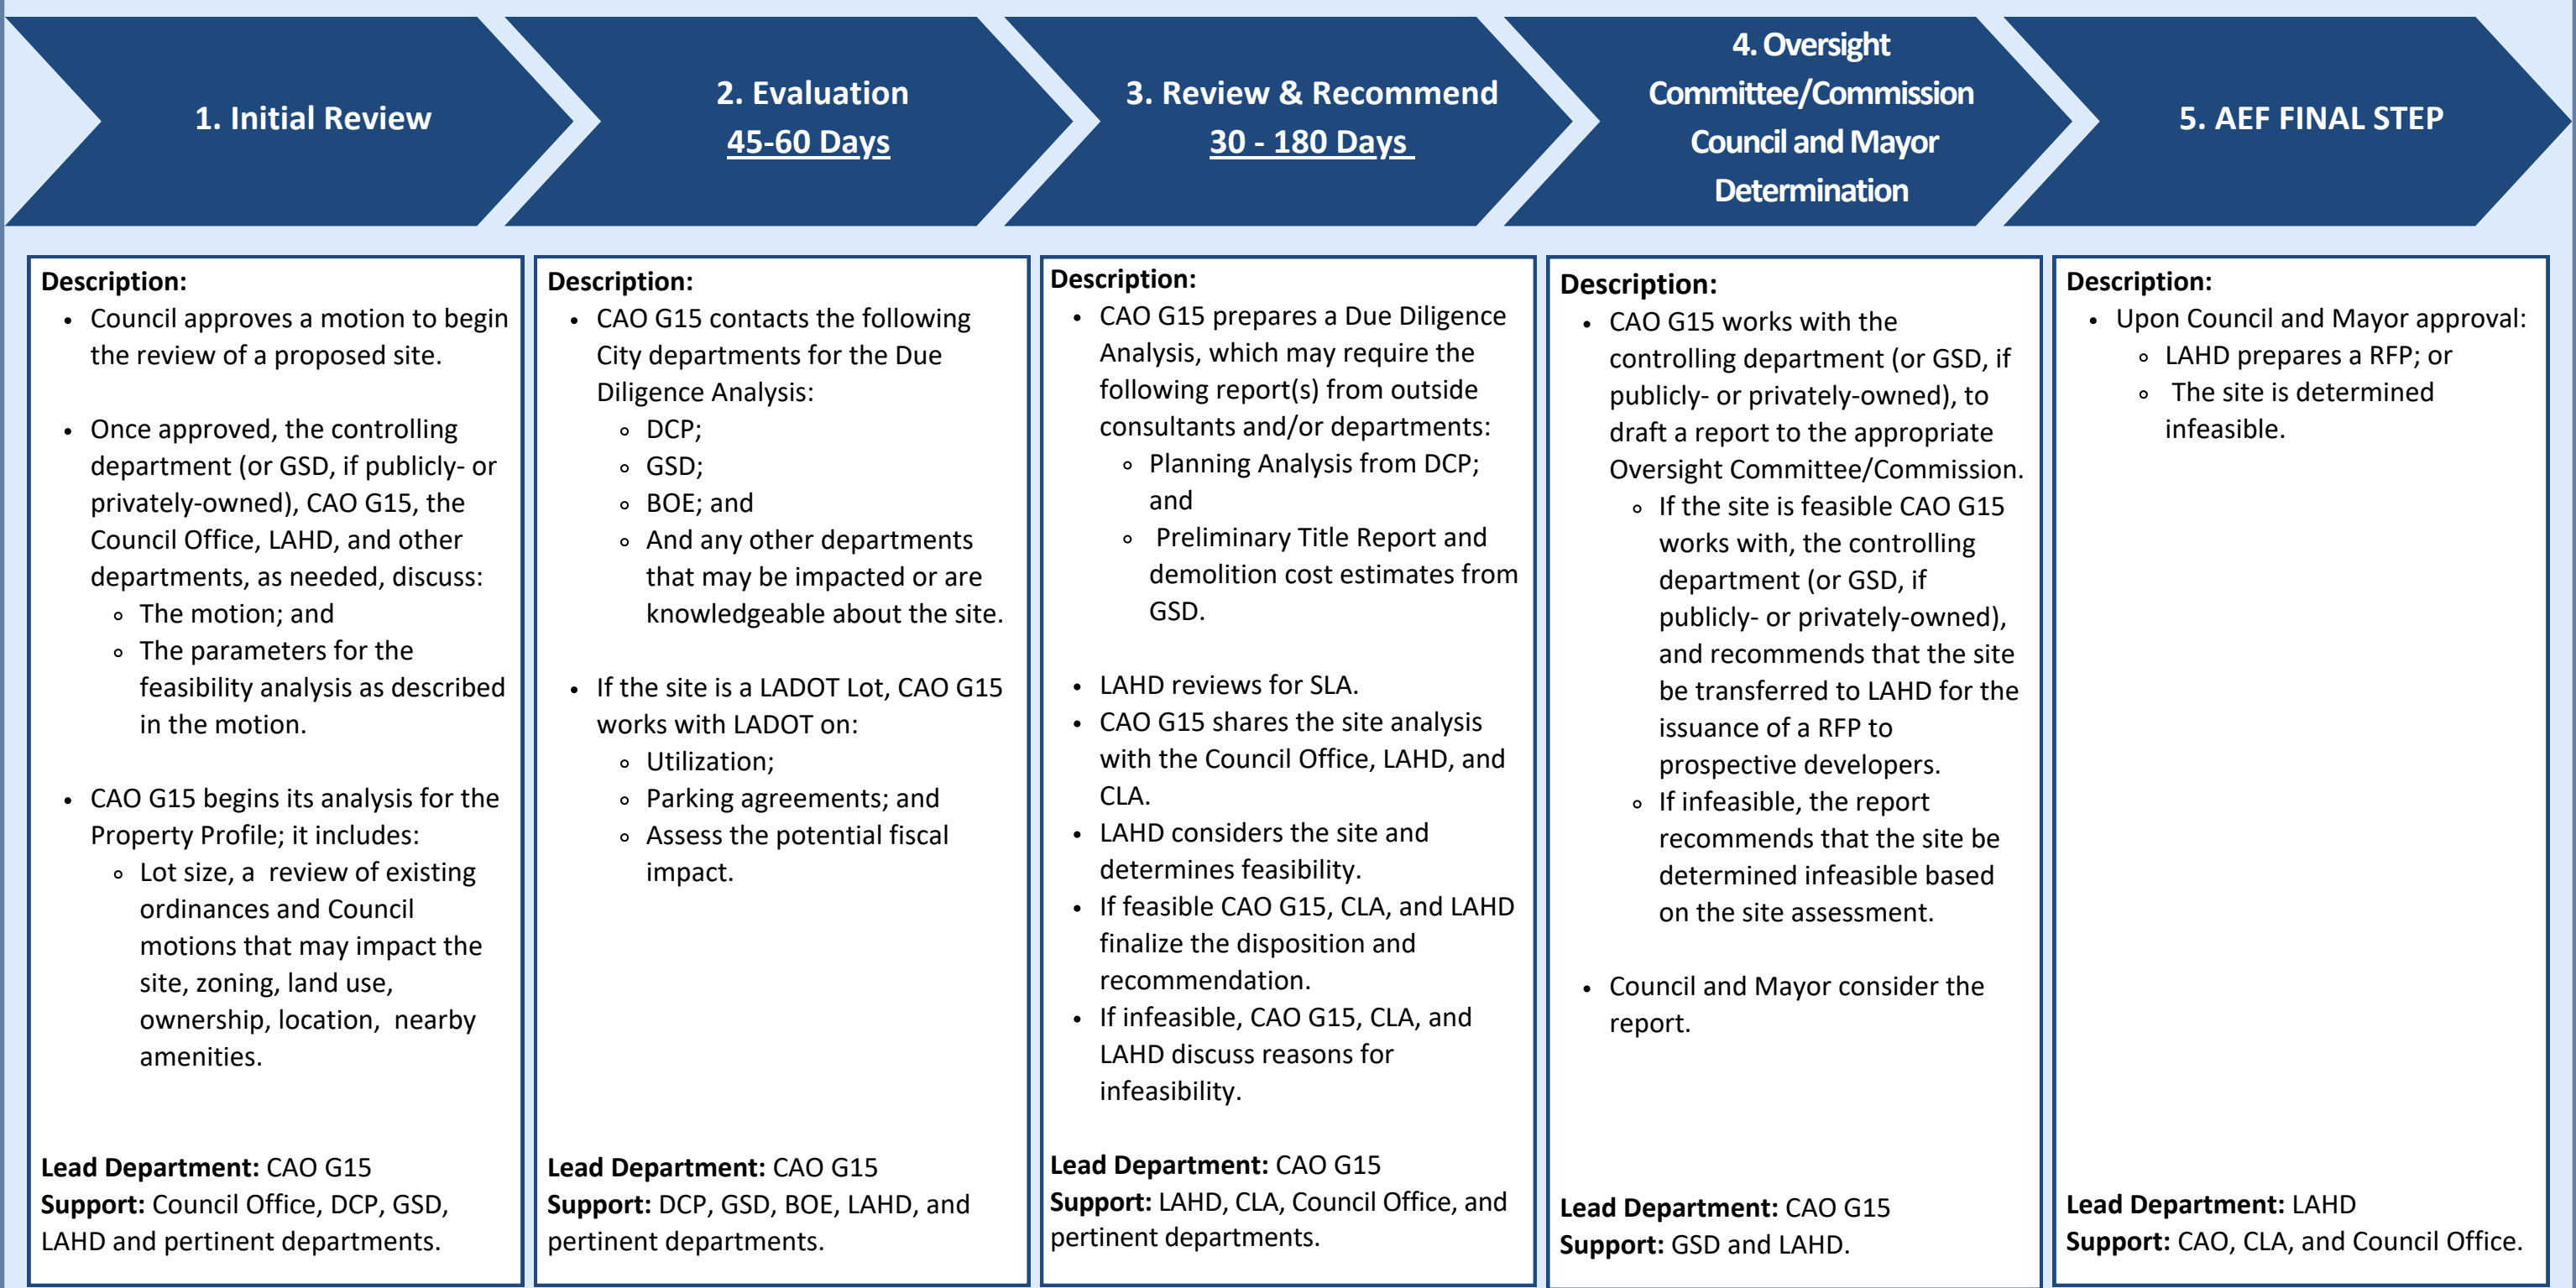 1. Initial Review
2. Evaluation
45-60 Days
3. Review & Recommend
30 - 180 Days
4. Oversight
Committee/Commission
Council and Mayor
Determination
5. AEF FINAL STEP
Description:
• Council approves a motion to begin
the review of a proposed site.
• Once approved, the controlling
department (or GSD, if publicly- or
privately-owned), CAO G15, the
Council Office, LAHD, and other
departments, as needed, discuss:
◦ The motion; and
◦ The parameters for the
feasibility analysis as described
in the motion.
• CAO G15 begins its analysis for the
Property Profile; it includes:
◦ Lot size, a review of existing
ordinances and Council
motions that may impact the
site, zoning, land use,
ownership, location, nearby
amenities.
Lead Department: CAO G15
Support: Council Office, DCP, GSD,
LAHD and pertinent departments.
Description:
• CAO G15 contacts the following
City departments for the Due
Diligence Analysis:
◦ DCP;
◦ GSD;
◦ BOE; and
◦ And any other departments
that may be impacted or are
knowledgeable about the site.
• If the site is a LADOT Lot, CAO G15
works with LADOT on:
◦ Utilization;
◦ Parking agreements; and
◦ Assess the potential fiscal
impact.
Lead Department: CAO G15
Support: DCP, GSD, BOE, LAHD, and
pertinent departments.
Description:
• CAO G15 prepares a Due Diligence
Analysis, which may require the
following report(s) from outside
consultants and/or departments:
◦ Planning Analysis from DCP;
and
◦ Preliminary Title Report and
demolition cost estimates from
GSD.
• LAHD reviews for SLA.
• CAO G15 shares the site analysis
with the Council Office, LAHD, and
CLA.
• LAHD considers the site and
determines feasibility.
• If feasible CAO G15, CLA, and LAHD
finalize the disposition and
recommendation.
• If infeasible, CAO G15, CLA, and
LAHD discuss reasons for
infeasibility.
Lead Department: CAO G15
Support: LAHD, CLA, Council Office, and
pertinent departments.
Description:
• CAO G15 works with the
controlling department (or GSD, if
publicly- or privately-owned), to
draft a report to the appropriate
Oversight Committee/Commission.
◦ If the site is feasible CAO G15
works with, the controlling
department (or GSD, if
publicly- or privately-owned),
and recommends that the site
be transferred to LAHD for the
issuance of a RFP to
prospective developers.
◦ If infeasible, the report
recommends that the site be
determined infeasible based
on the site assessment.
• Council and Mayor consider the
report.
Lead Department: CAO G15
Support: GSD and LAHD.
Description:
• Upon Council and Mayor approval:
◦ LAHD prepares a RFP; or
◦ The site is determined
infeasible.
Lead Department: LAHD
Support: CAO, CLA, and Council Office.